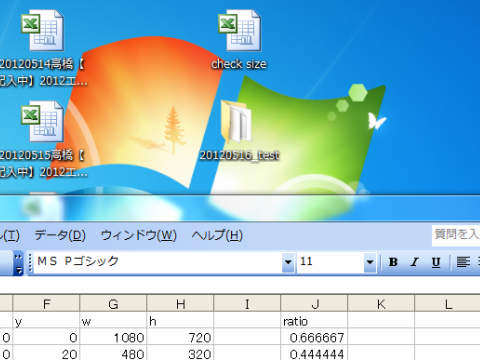 20120514高橋【
記入中】2012エ...
check size
20120515高橋【
記入中】2012エ...
20120516_test
ル(T) データ(D) ウィンドウ(W) ヘルプ(H)
質問を入
ＭＳ Ｐゴシック 11 B I U
F G H I J K L
y w h ratio
0 0 1080 720 0.666667
0 20 480 320 0.444444